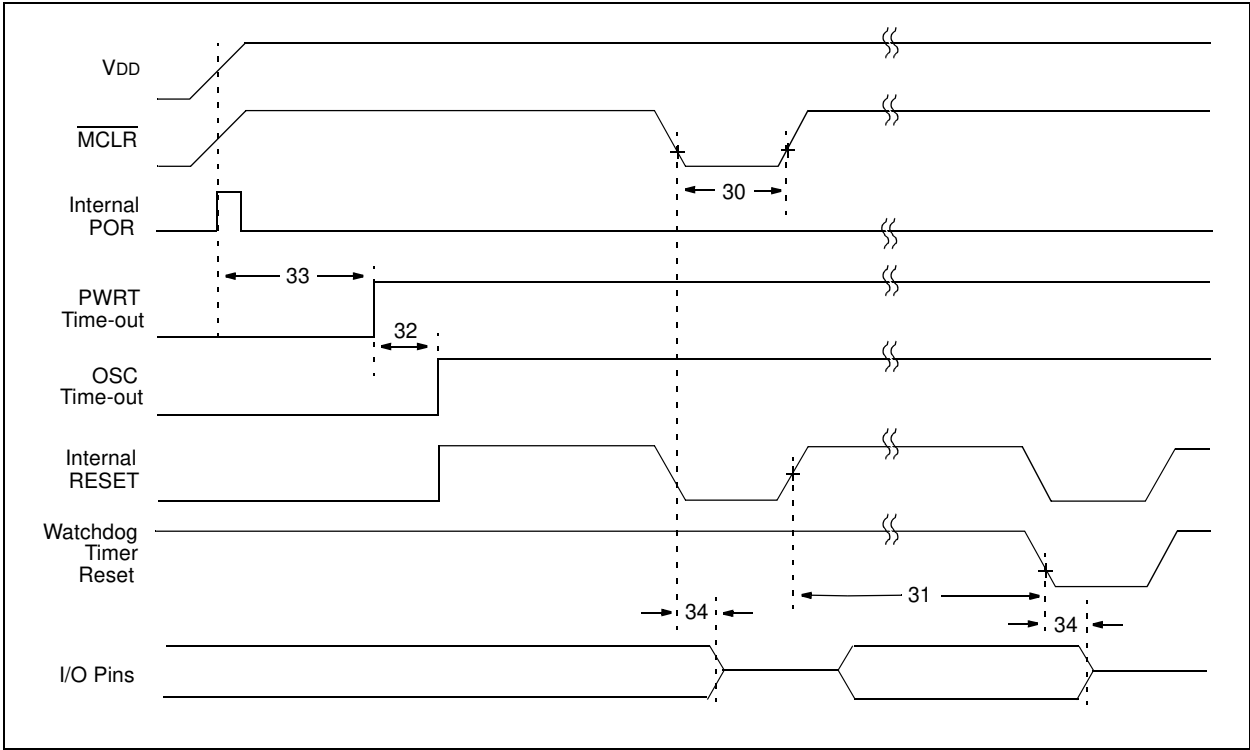 VDD
MCLR
30
Internal
POR
33
PWRT
Time-out
32
OSC
Time-out
Internal
RESET
Watchdog
Timer
Reset
31
34
34
I/O Pins